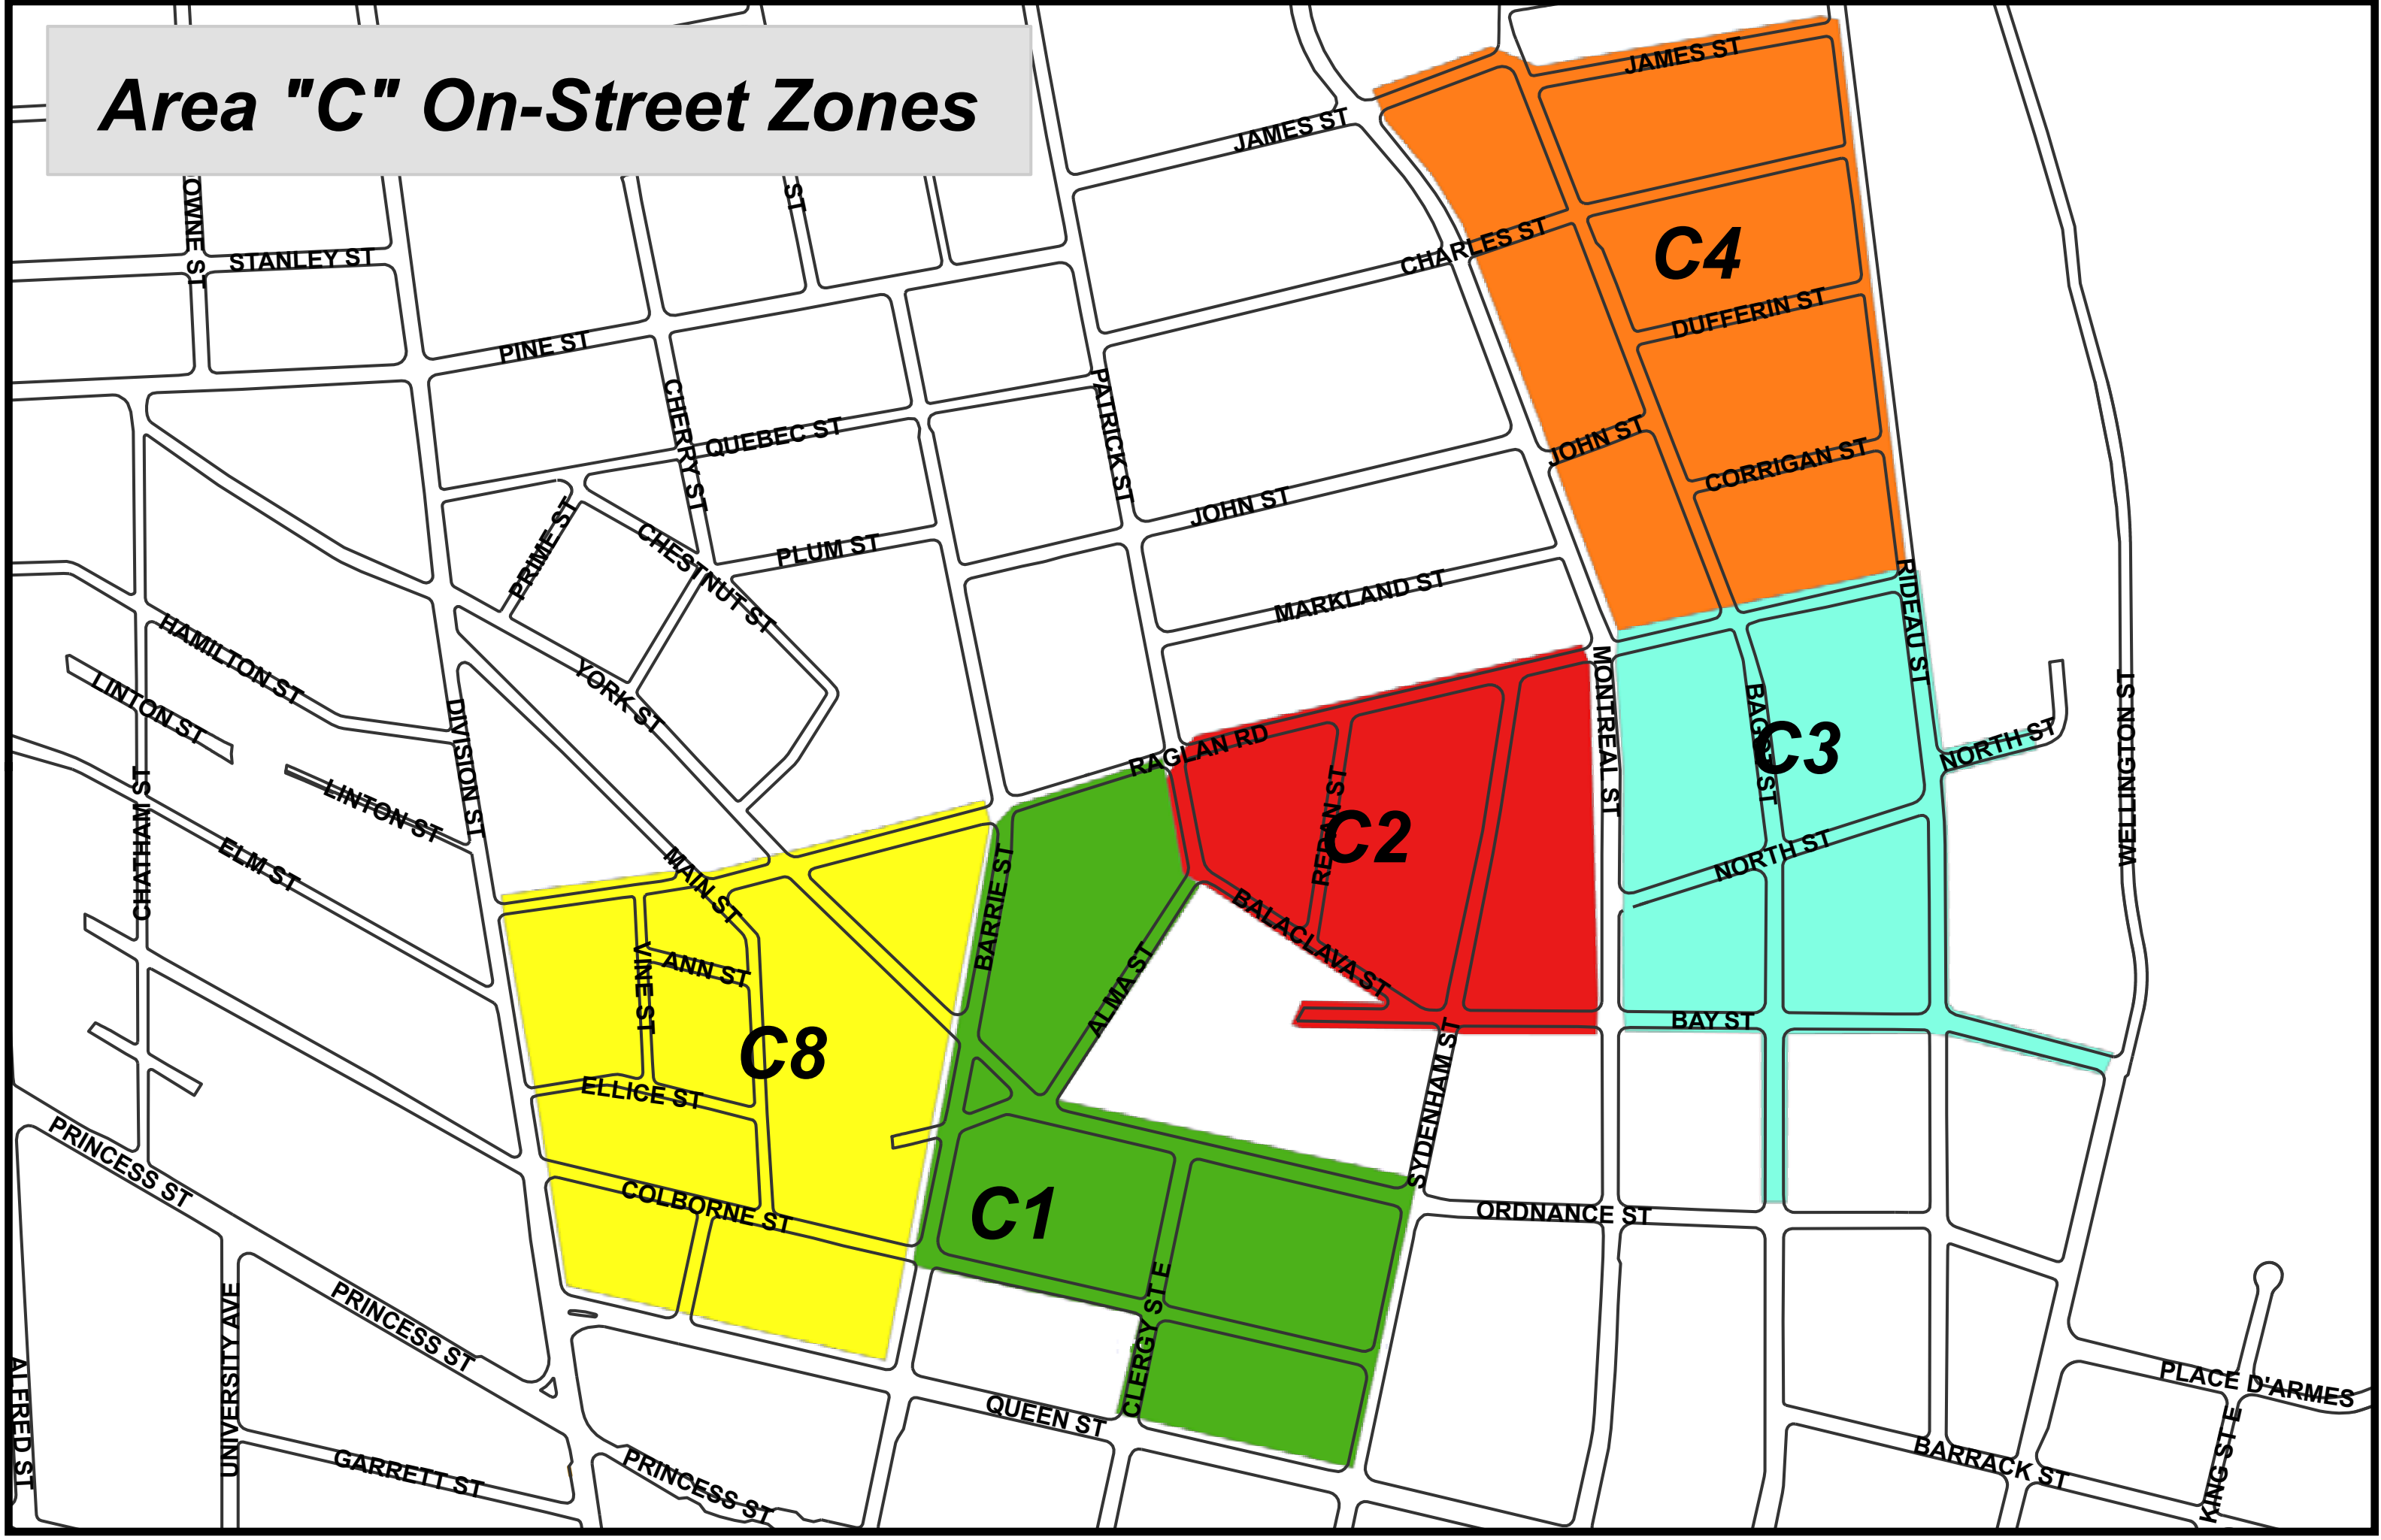 Area "C" On-Street Zones
JAMES ST
JAMES ST
ST
STANLEY ST
CHARLES ST
C4
DUFFERIN ST
PINE ST
CHERRY ST
QUEBEC ST
PATRICK ST
JOHN ST
CORRIGAN ST
PRIME ST
CHESTNUT ST
PLUM ST
JOHN ST
MARKLAND ST
RIDEAU ST
HAMILTON ST
LINTON ST
YORK ST
DIVISION ST
MONTREAL ST
BAGOT ST
C3
NORTH ST
WELLINGTON ST
RAGLAN RD
REDAN ST
C2
CHATHAM ST
LINTON ST
ELM ST
MAIN ST
BARRIE ST
NORTH ST
BALACLAVA ST
VINE ST
ANN ST
ALMA ST
C8
BAY ST
ELLICE ST
SYDENHAM ST
PRINCESS ST
COLBORNE ST
C1
ORDNANCE ST
CLERGY ST E
UNIVERSITY AVE
PRINCESS ST
ALFRED ST
QUEEN ST
PLACE D'ARMES
GARRETT ST
PRINCESS ST
BARRACK ST
KING ST E